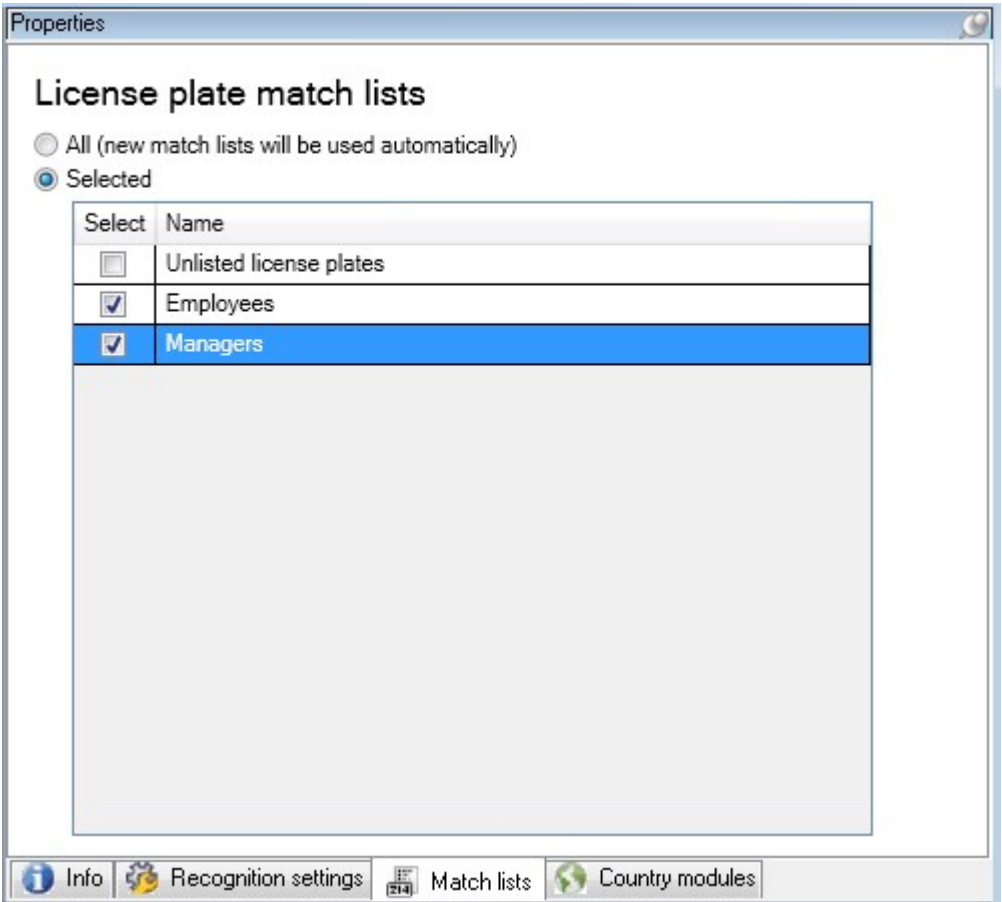 Properties
License plate match lists
All (new match lists will be used automatically)
Selected
Select Name
Unlisted license plates
Employees
Managers
Info Recognition settings 214 Match lists Country modules